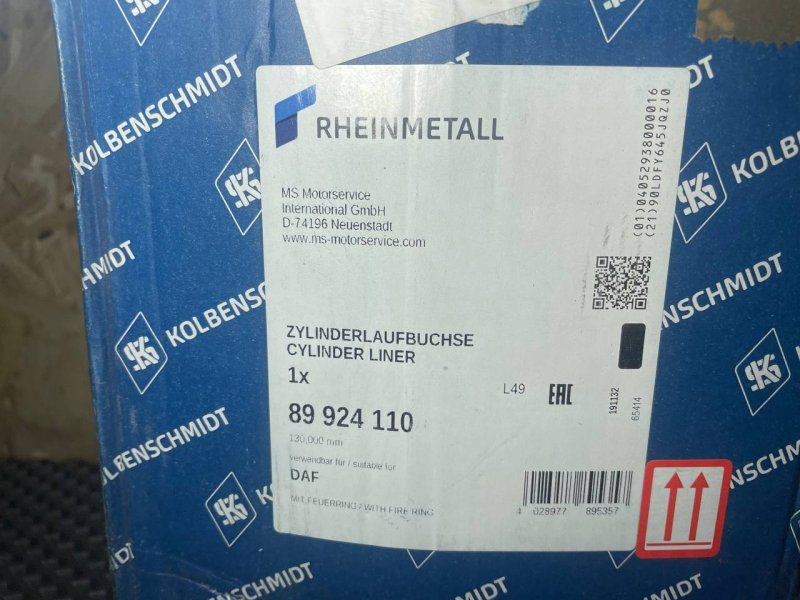 KOLBENSCHMIDT
KOLBENSCHMIDT
KOLBENSCHMIDT
KOLBENSCHMIDT
KOLBENSCHMIDT
RHEINMETALL
MS Motorservice
International GmbH
D-74196 Neuenstadt
www.ms-motorservice.com
(01)04052938000016
(21)90LDFY645JQZJ0
ZYLINDERLAUFBUCHSE
CYLINDER LINER
1x
L49
EAC
191132
65414
89 924 110
130,000 mm
verwendbar für / suitable for
DAF
MIT FEUERRING / WITH FIRE RING
4 028977 895357